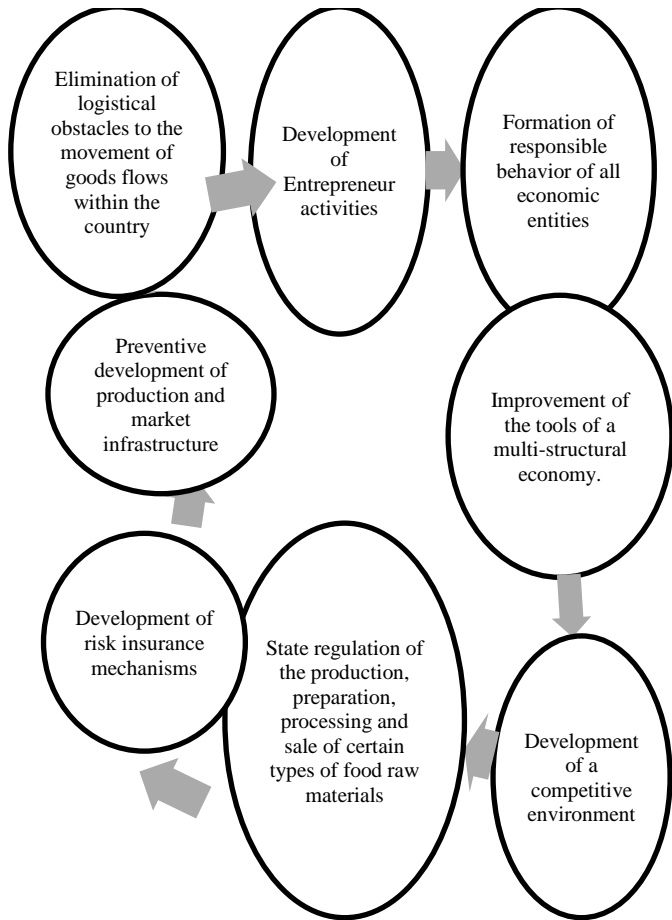 Elimination of
logistical
obstacles to the
movement of
goods flows
within the
country
Development
of
Entrepreneur
activities
Formation of
responsible
behavior of all
economic
entities
Improvement of
the tools of a
multi-structural
economy.
Development
of a
competitive
environment
State regulation of
the production,
preparation,
processing and
sale of certain
types of food raw
materials
Development of
risk insurance
mechanisms
Preventive
development of
production and
market
infrastructure